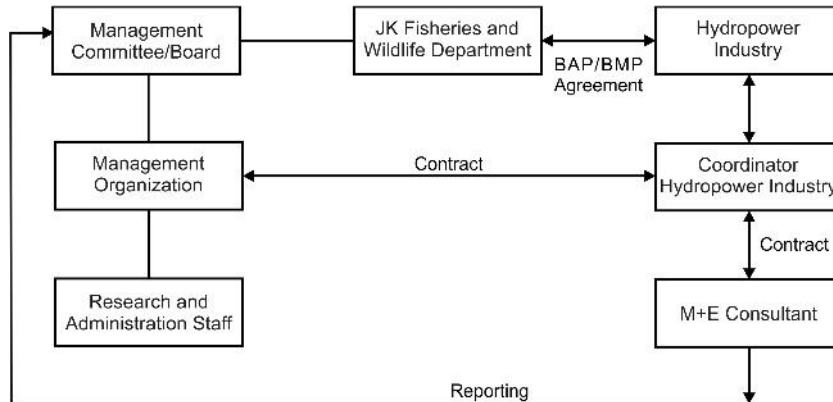 Management
Committee/Board
JK Fisheries and
Wildlife Department
BAP/BMP
Agreement
Hydropower
Industry
Management
Organization
Contract
Coordinator
Hydropower Industry
Contract
Research and
Administration Staff
M+E Consultant
Reporting